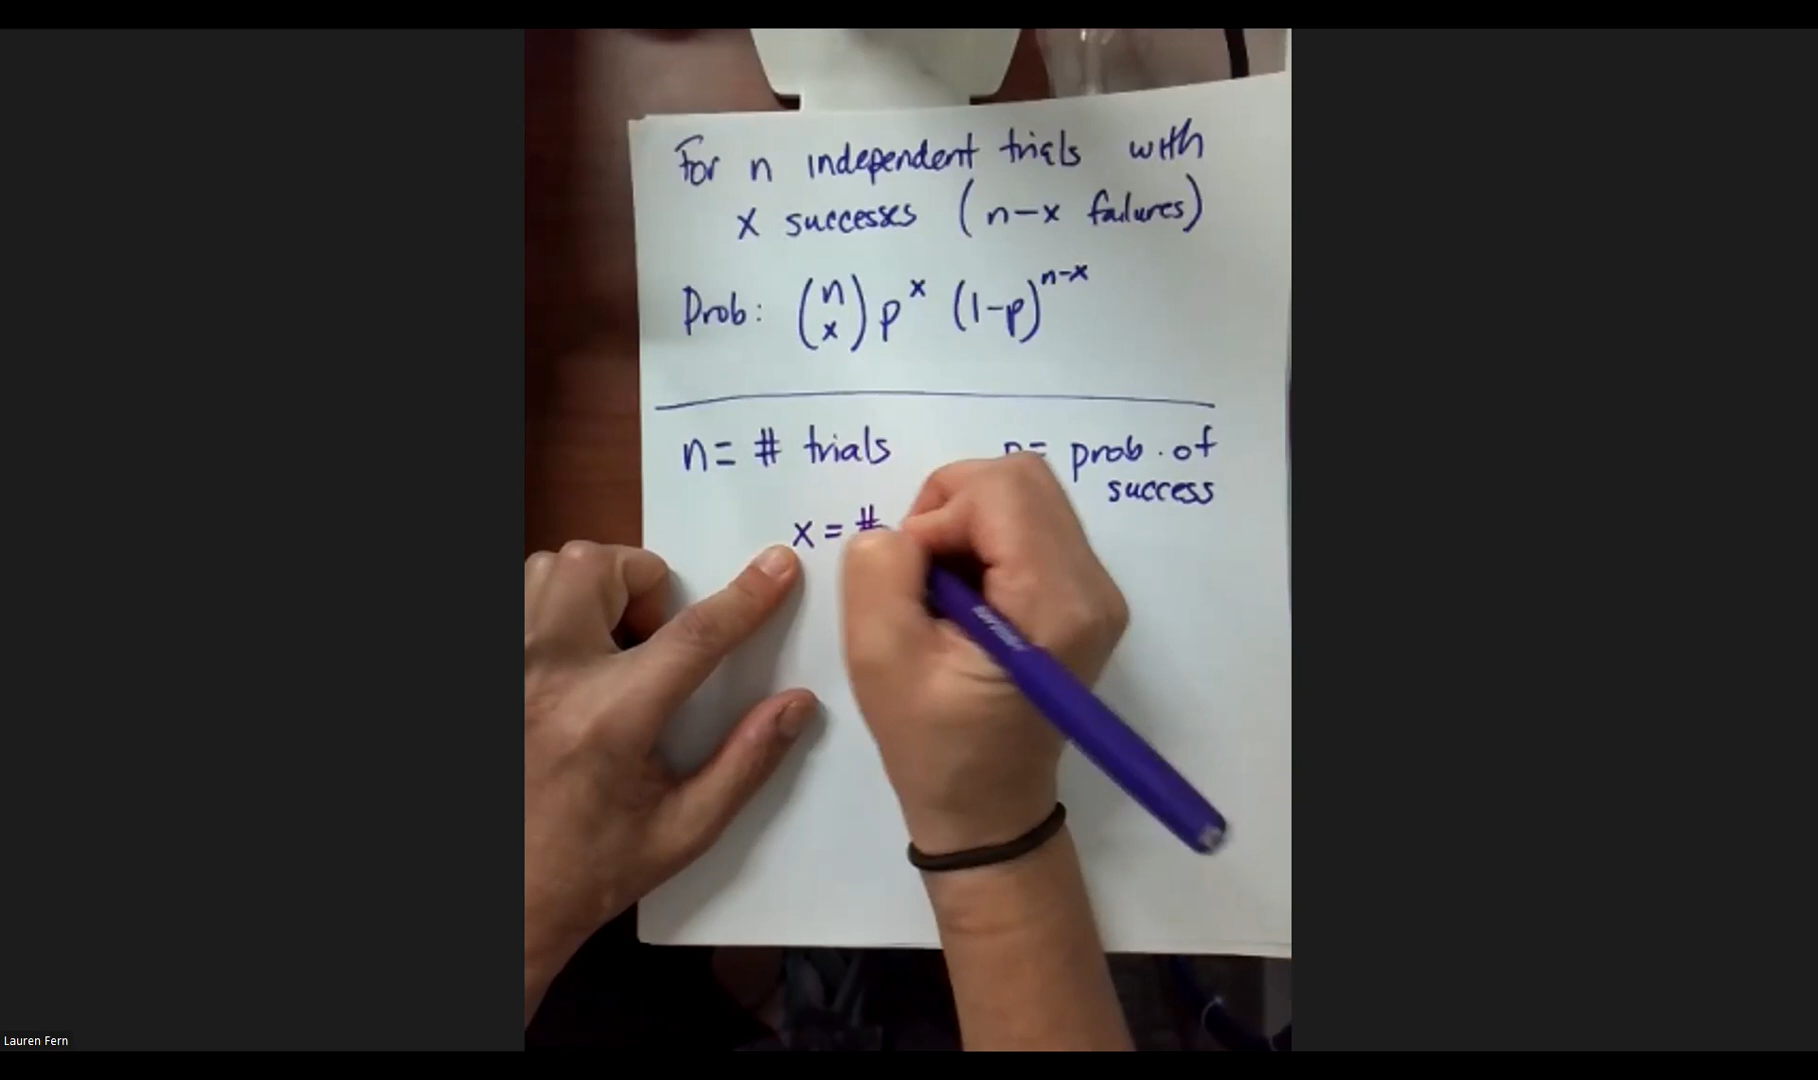 For n independent trials with
x successes (n-x failures)
Prob: (n x) p^x (1-p)^n-x
n = # trials
p = prob. of
success
x = #
Lauren Fern